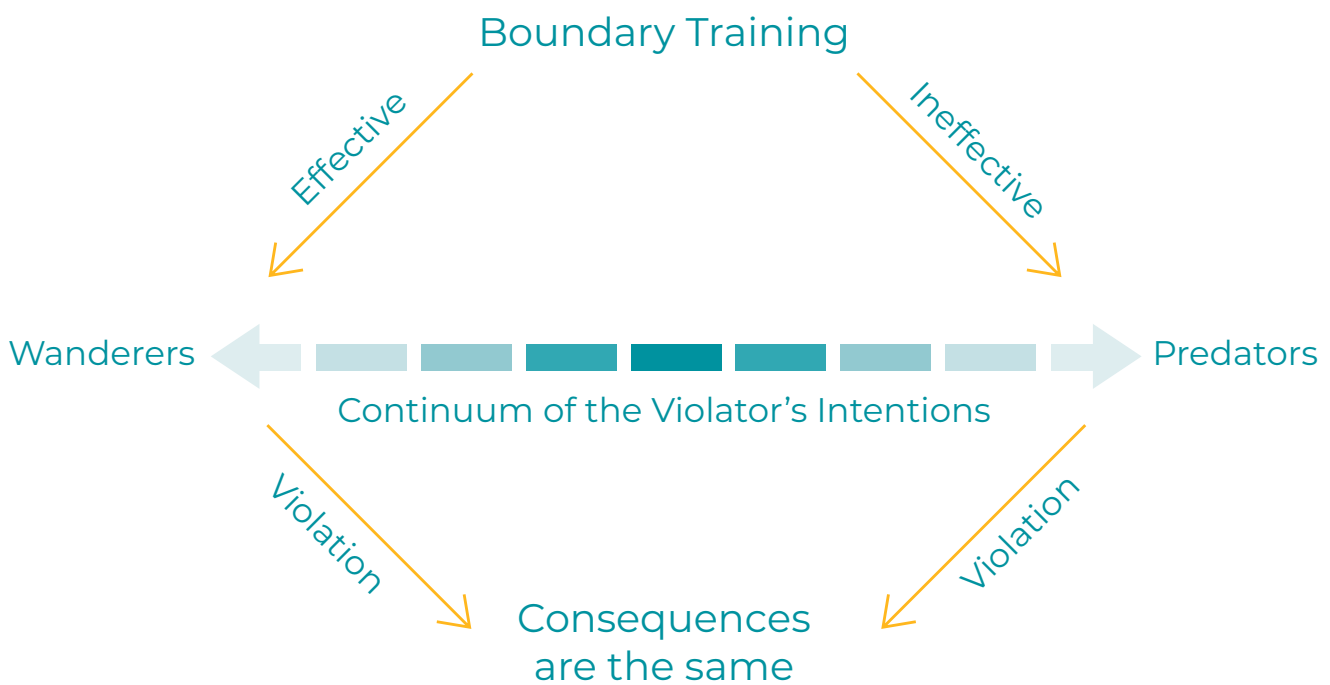 Boundary Training
Effective
Ineffective
Wanderers
Predators
Continuum of the Violator’s Intentions
Violation
Violation
Consequences
are the same